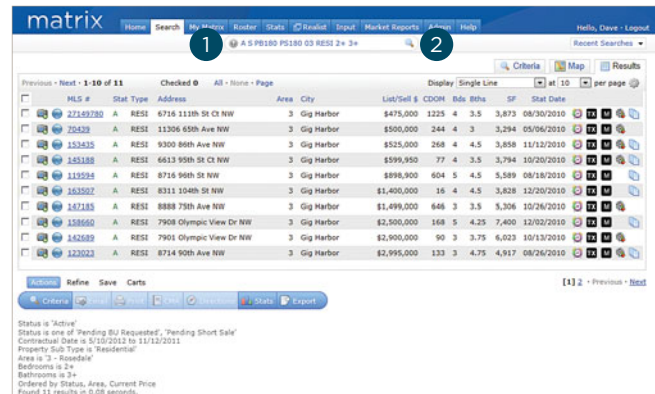 matrix
Home Search My Matrix Roster Stats Realist Input Market Reports Admin Help
Hello, Dave - Logout
1 A S PB180 PS180 03 RESI 2+ 3+ 2
Recent Searches
Criteria Map Results
Previous · Next · 1-10 of 11 Checked 0 All · None · Page Display Single Line at 10 per page
MLS # Stat Type Address Area City List/Sell $ CDOM Bds Bths SF Stat Date
27149780 A RESI 6716 111th St Ct NW 3 Gig Harbor $475,000 1225 4 3.5 3,873 08/30/2010 TX M
70439 A RESI 11306 65th Ave NW 3 Gig Harbor $500,000 244 4 3 3,294 05/06/2010 TX M
153435 A RESI 9300 86th Ave NW 3 Gig Harbor $525,000 268 4 4.5 3,858 11/12/2010 TX M
145188 A RESI 6613 95th St Ct NW 3 Gig Harbor $599,950 77 4 3.5 3,794 10/20/2010 TX M
119594 A RESI 8716 96th St NW 3 Gig Harbor $898,900 604 5 4.5 5,589 08/18/2010 TX M
163507 A RESI 8311 104th St NW 3 Gig Harbor $1,400,000 16 4 4.5 3,828 12/20/2010 TX M
147185 A RESI 8888 75th Ave NW 3 Gig Harbor $1,499,000 646 3 3.5 5,306 10/26/2010 TX M
158660 A RESI 7908 Olympic View Dr NW 3 Gig Harbor $2,500,000 168 5 4.25 7,400 12/02/2010 TX M
142689 A RESI 7901 Olympic View Dr NW 3 Gig Harbor $2,900,000 90 3 3.75 6,023 10/13/2010 TX M
123023 A RESI 8714 90th Ave NW 3 Gig Harbor $2,995,000 133 3 4.75 4,917 08/26/2010 TX M
Actions Refine Save Carts [1] 2 · Previous · Next
Criteria Email Print CMA Directions Stats Export
Status is 'Active'
Status is one of 'Pending BU Requested', 'Pending Short Sale'
Contractual Date is 5/10/2012 to 11/12/2011
Property Sub Type is 'Residential'
Area is '3 - Rosedale'
Bedrooms is 2+
Bathrooms is 3+
Ordered by Status, Area, Current Price
Found 11 results in 0.08 seconds.